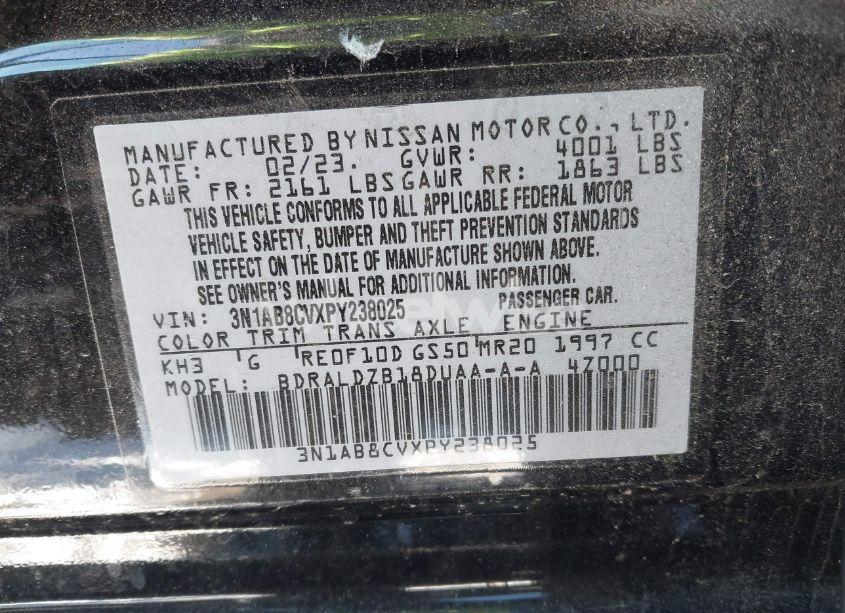 MANUFACTURED BY NISSAN MOTOR CO., LTD.
DATE: 02/23. GVWR: 4001 LBS
GAWR FR: 2161 LBS GAWR RR: 1863 LBS
THIS VEHICLE CONFORMS TO ALL APPLICABLE FEDERAL MOTOR
VEHICLE SAFETY, BUMPER AND THEFT PREVENTION STANDARDS
IN EFFECT ON THE DATE OF MANUFACTURE SHOWN ABOVE.
SEE OWNER'S MANUAL FOR ADDITIONAL INFORMATION.
VIN: 3N1AB8CVXPY238025 PASSENGER CAR.
COLOR TRIM TRANS AXLE ENGINE
KH3 G RE0F10D GS50 MR20 1997 CC
MODEL: BDRALDZB18DUAA-A-A 4Z000
3N1AB8CVXPY238025